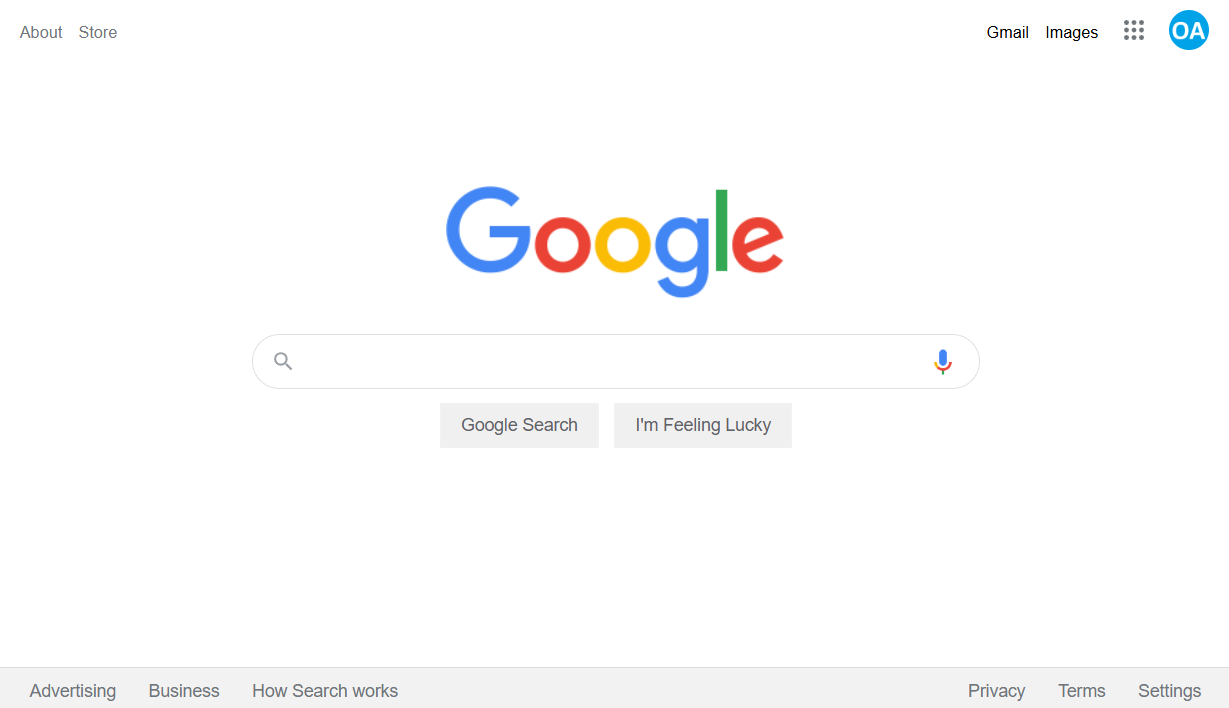 About Store Gmail Images OA
Google
Google Search I'm Feeling Lucky
Advertising Business How Search works Privacy Terms Settings